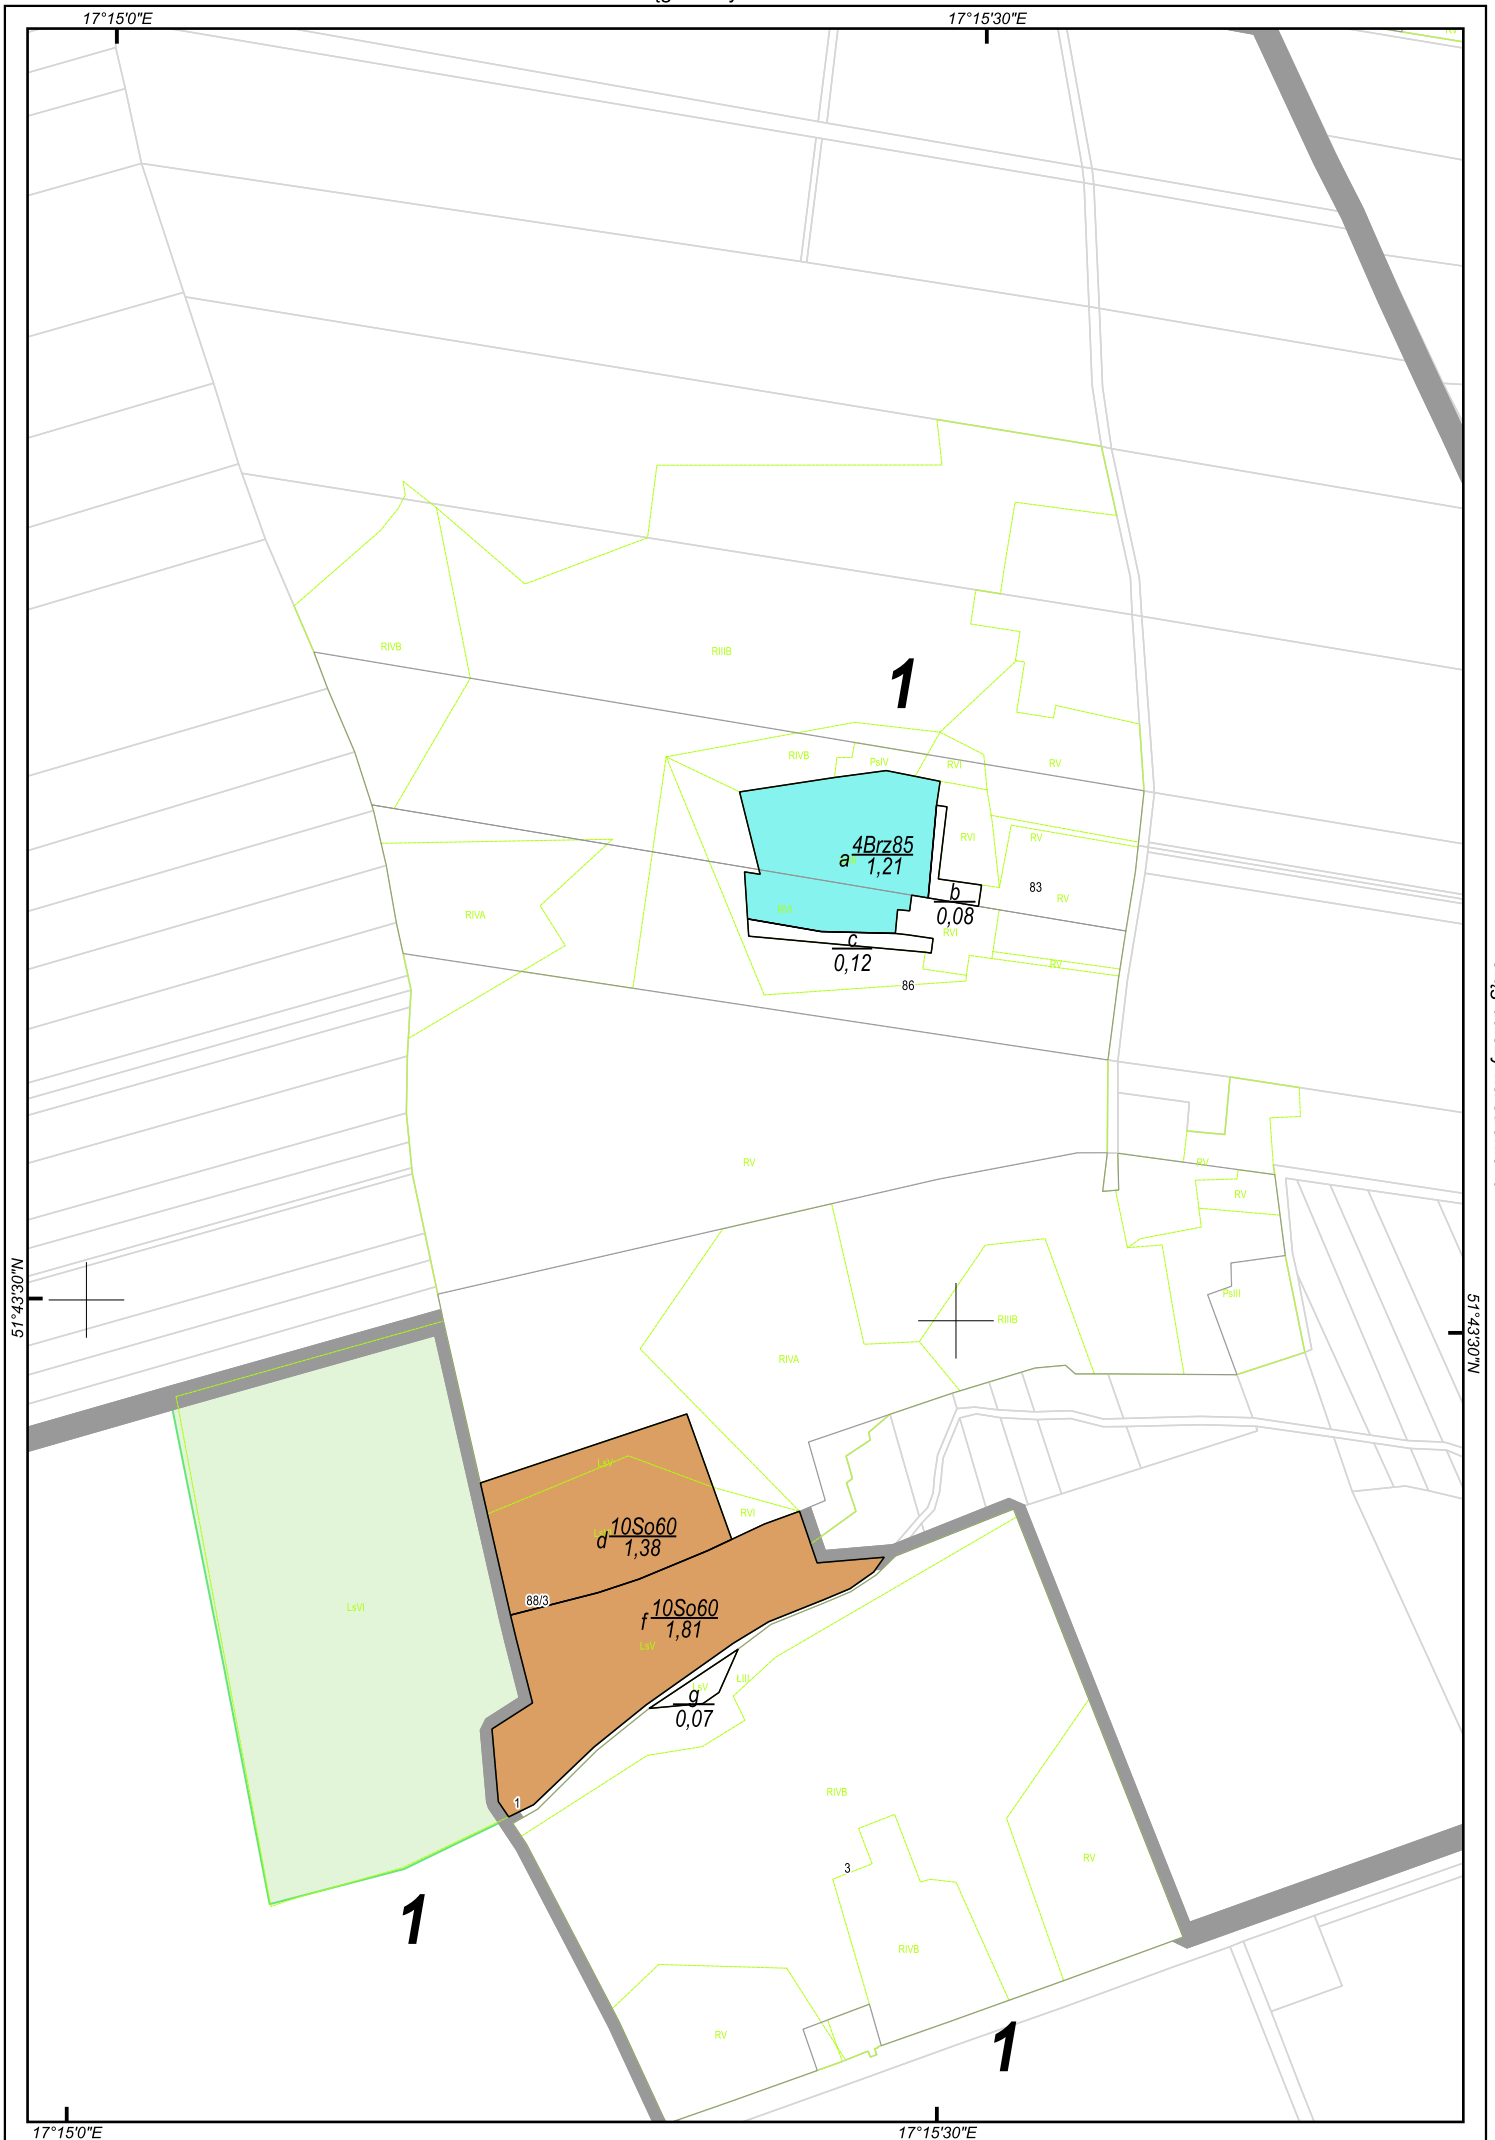 17°15'0"E
17°15'30"E
RIVB
RIIIB
1
RIVB
PsIV
RVI
RV
a 4Brz85
1,21
RVI
RV
83
b
0,08
RV
RIVA
RVI
c
0,12
RV
86
RV
RV
RV
51°43'30"N
PsIII
RIIIB
51°43'30"N
RIVA
LsV
RVI
d 10So60
1,38
88/3
LsVI
f 10So60
1,81
LsV
LIII
LsV
g
0,07
RIVB
1
RV
3
1
RIVB
RV
1
17°15'0"E
17°15'30"E